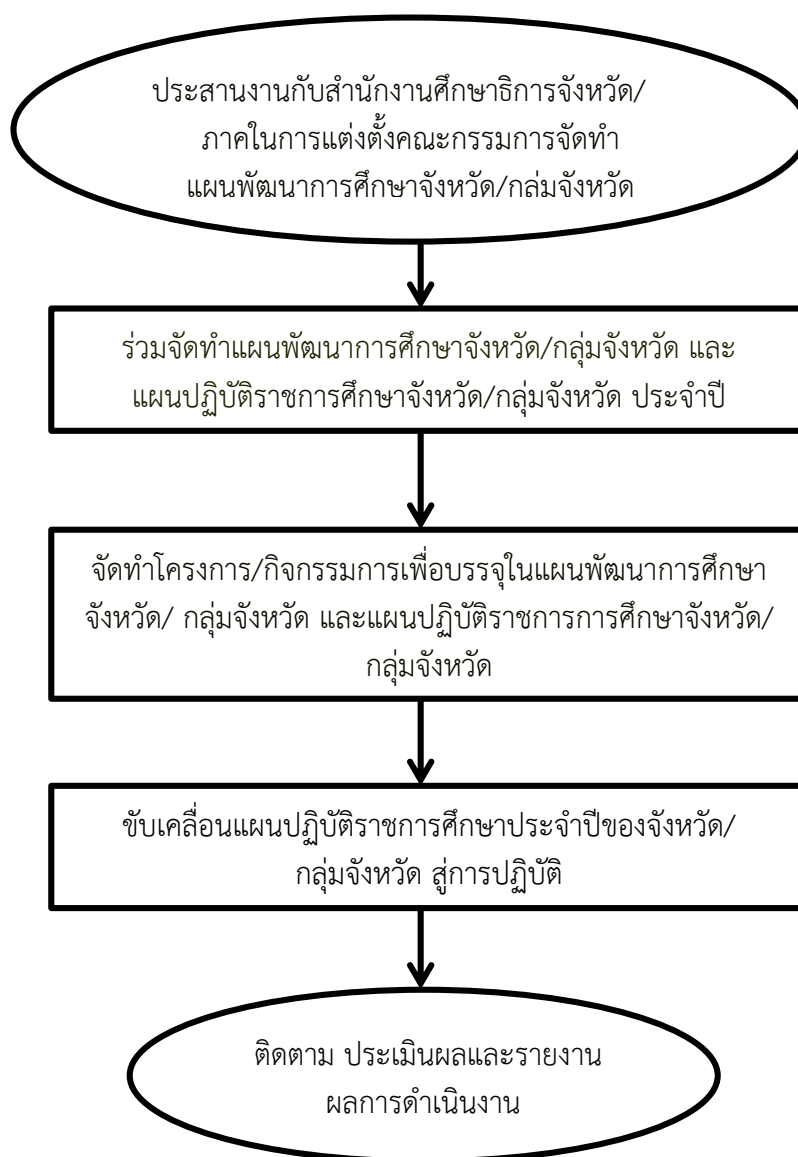 ประสานงานกับสำนักงานศึกษาธิการจังหวัด/
ภาคในการแต่งตั้งคณะกรรมการจัดทำ
แผนพัฒนาการศึกษาจังหวัด/กล่มจังหวัด
ร่วมจัดทำแผนพัฒนาการศึกษาจังหวัด/กลุ่มจังหวัด และ
แผนปฏิบัติราชการศึกษาจังหวัด/กลุ่มจังหวัด ประจำปี
จัดทำโครงการ/กิจกรรมการเพื่อบรรจุในแผนพัฒนาการศึกษา
จังหวัด/ กลุ่มจังหวัด และแผนปฏิบัติราชการการศึกษาจังหวัด/
กลุ่มจังหวัด
ขับเคลื่อนแผนปฏิบัติราชการศึกษาประจำปีของจังหวัด/
กลุ่มจังหวัด สู่การปฏิบัติ
ติดตาม ประเมินผลและรายงาน
ผลการดำเนินงาน